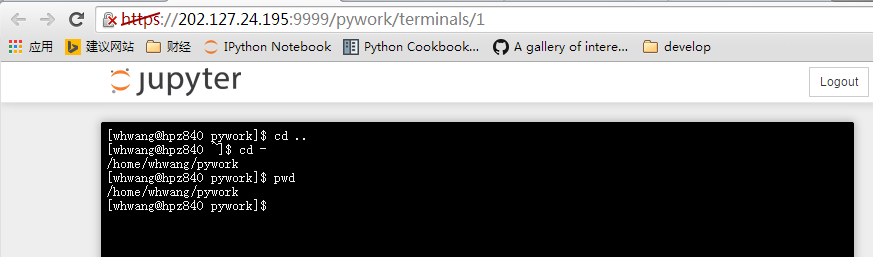 https://202.127.24.195:9999/pywork/terminals/1
应用 建议网站 财经 IPython Notebook Python Cookbook... A gallery of intere... develop
jupyter Logout
[whwang@hpz840 pywork]$ cd ..
[whwang@hpz840 ~]$ cd -
/home/whwang/pywork
[whwang@hpz840 pywork]$ pwd
/home/whwang/pywork
[whwang@hpz840 pywork]$